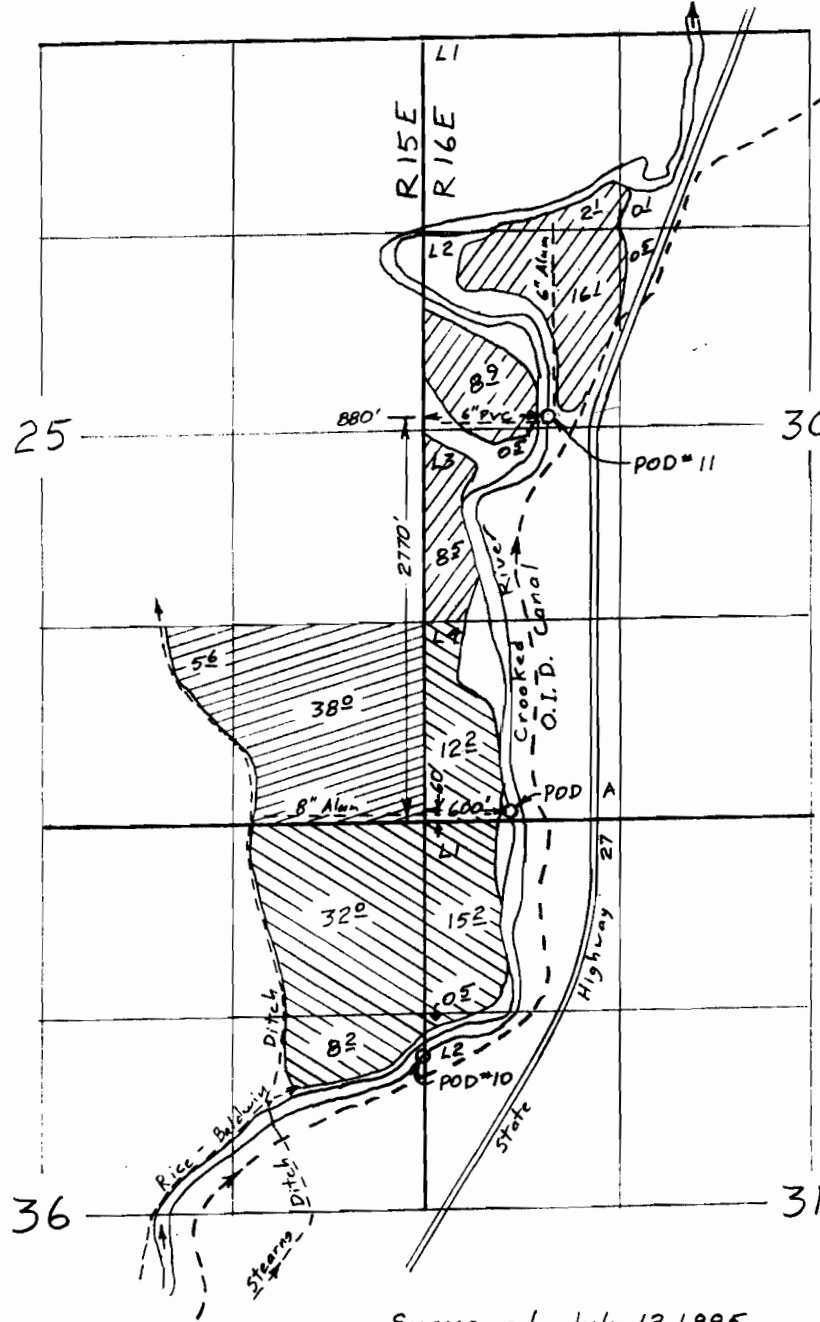 L1
R15E
R16E
2 1
0 1
L2
0 5
6" Alum
16 1
8 9
880'
6" PVC
25
30
0 5
POD #11
L3
2770'
8 5
River
Crooked
O.I.D. Canal
L4
5 6
38 0
12 2
60'
POD A
8" Alum
600'
L1
27
32 0
15 2
Highway
0 5
Ditch
8 2
L2
POD #10
State
Rice - Baldwin
Ditch
36
31
Stearns